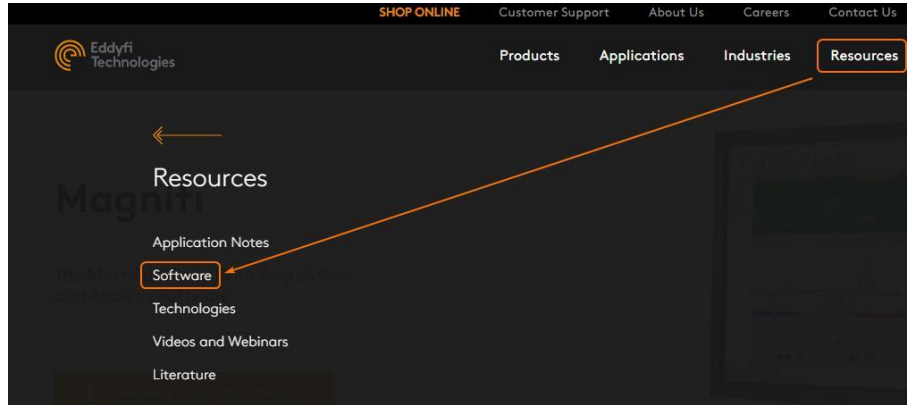 SHOP ONLINE Customer Support About Us Careers Contact Us
Eddyfi
Technologies
Products Applications Industries Resources
Resources
Magnifi
Application Notes
Software
Technologies
Videos and Webinars
Literature